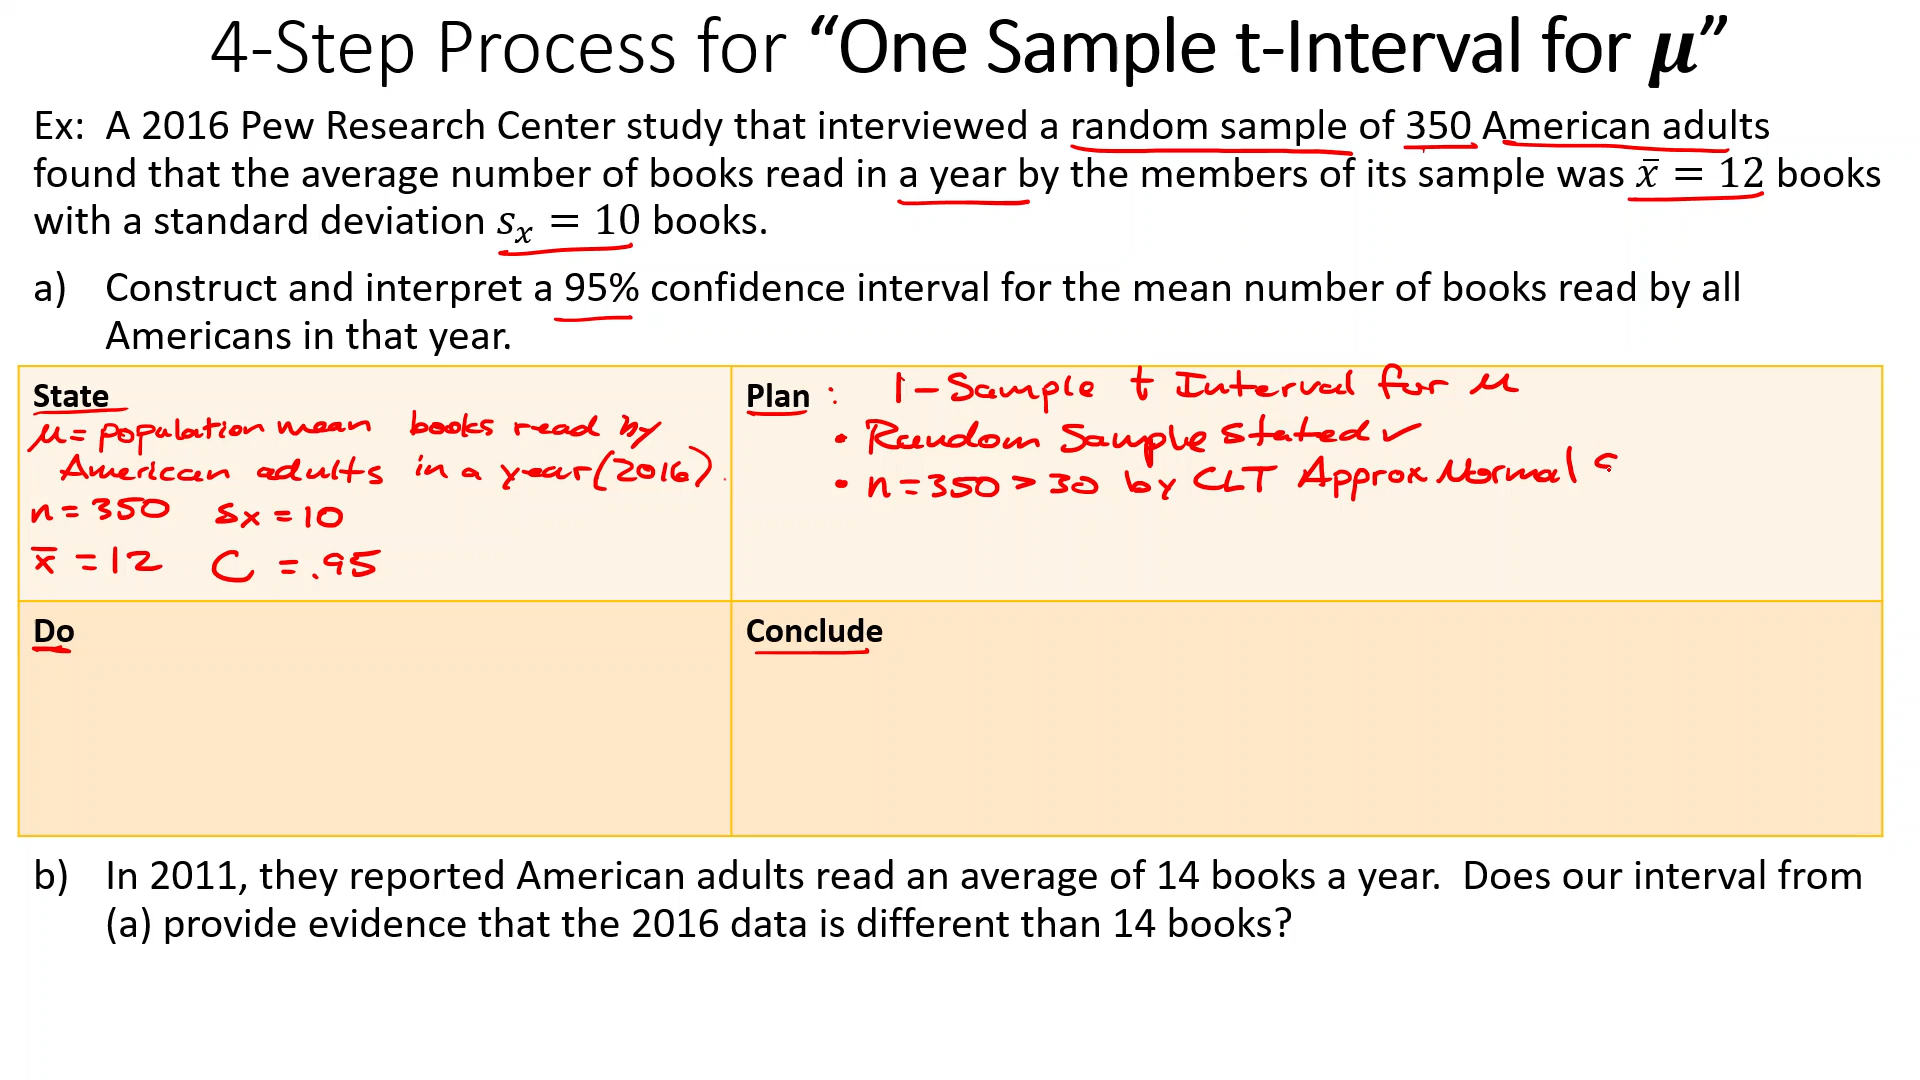 4-Step Process for “One Sample t-Interval for μ”
Ex: A 2016 Pew Research Center study that interviewed a random sample of 350 American adults
found that the average number of books read in a year by the members of its sample was x̄ = 12 books
with a standard deviation sₓ = 10 books.
a) Construct and interpret a 95% confidence interval for the mean number of books read by all
Americans in that year.
State
μ = population mean books read by
American adults in a year (2016).
n = 350 sx = 10
x̄ = 12 C = .95
Plan : 1-Sample t Interval for μ
• Random Sample stated ✓
• n = 350 > 30 by CLT Approx Normal
Do
Conclude
b) In 2011, they reported American adults read an average of 14 books a year. Does our interval from
(a) provide evidence that the 2016 data is different than 14 books?